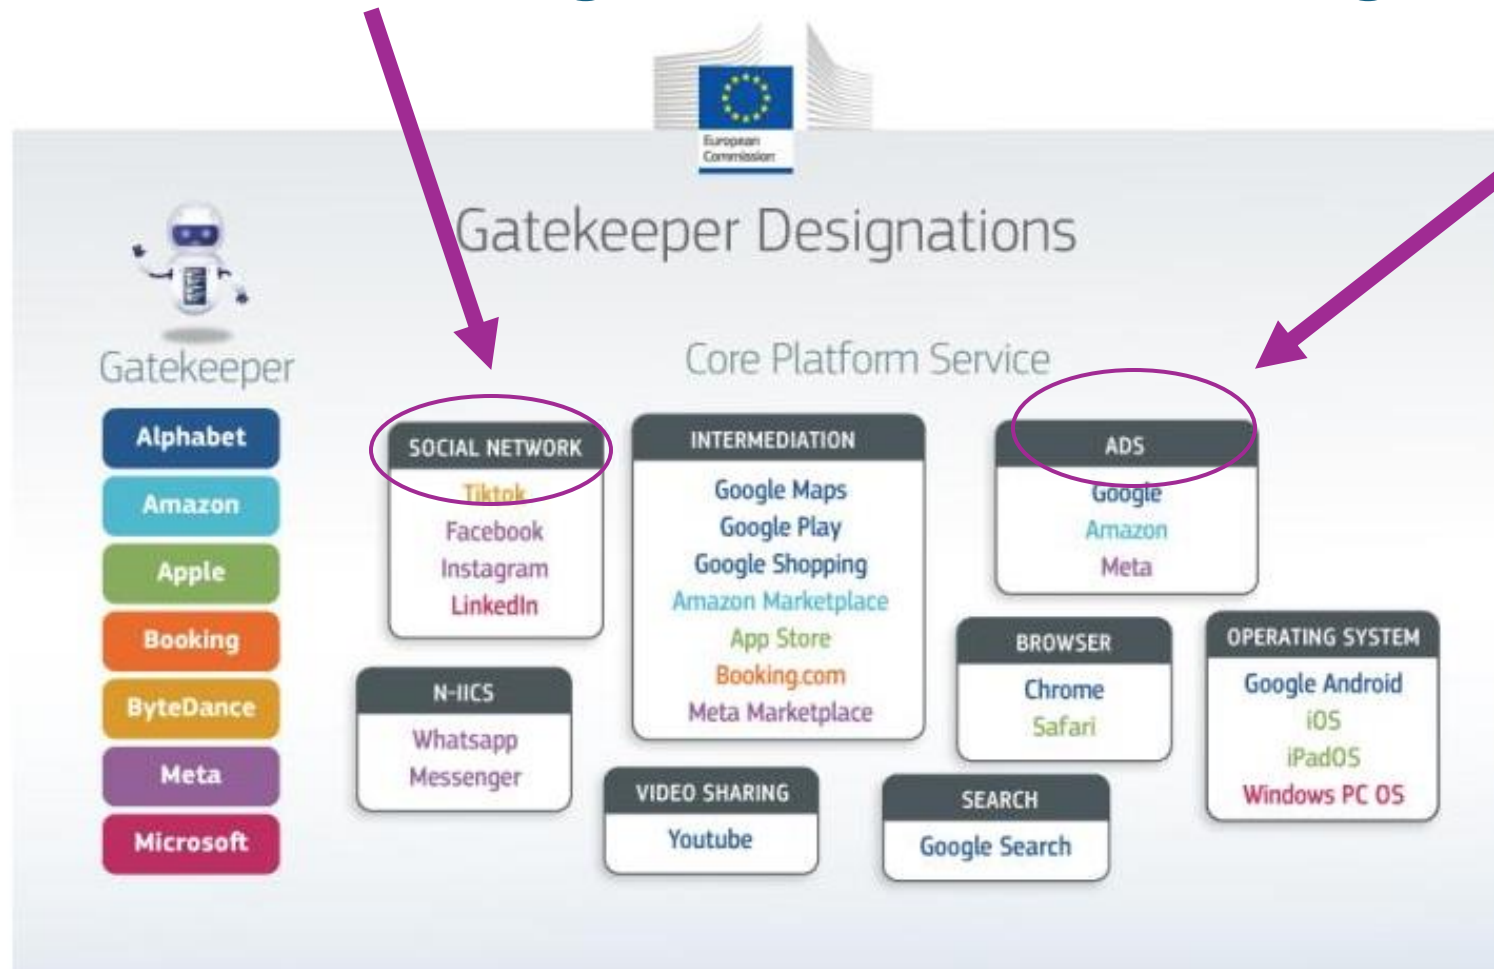 European
Commission
Gatekeeper Designations
Gatekeeper
Core Platform Service
Alphabet
Amazon
Apple
Booking
ByteDance
Meta
Microsoft
SOCIAL NETWORK
Tiktok
Facebook
Instagram
LinkedIn
N-IICS
Whatsapp
Messenger
INTERMEDIATION
Google Maps
Google Play
Google Shopping
Amazon Marketplace
App Store
Booking.com
Meta Marketplace
VIDEO SHARING
Youtube
ADS
Google
Amazon
Meta
BROWSER
Chrome
Safari
SEARCH
Google Search
OPERATING SYSTEM
Google Android
iOS
iPadOS
Windows PC OS